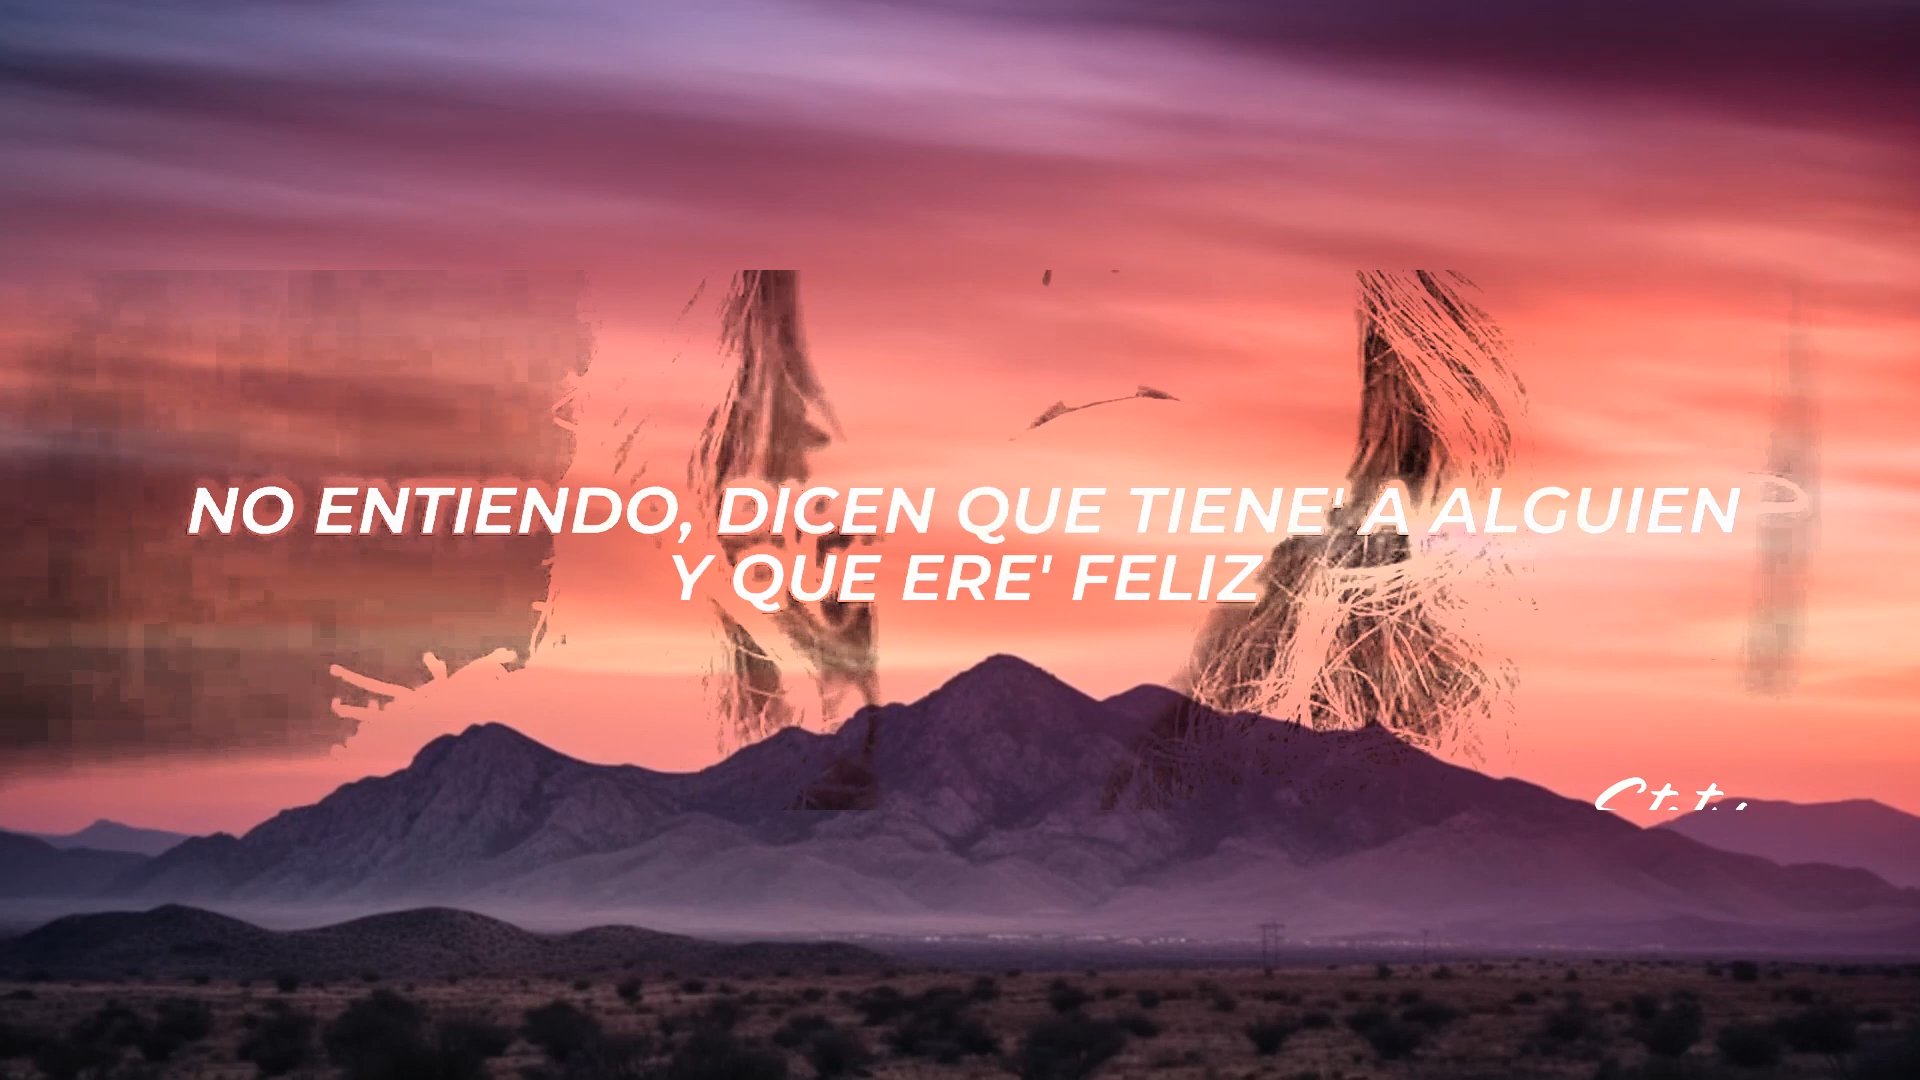 NO ENTIENDO, DICEN QUE TIENE' A ALGUIEN
Y QUE ERE' FELIZ